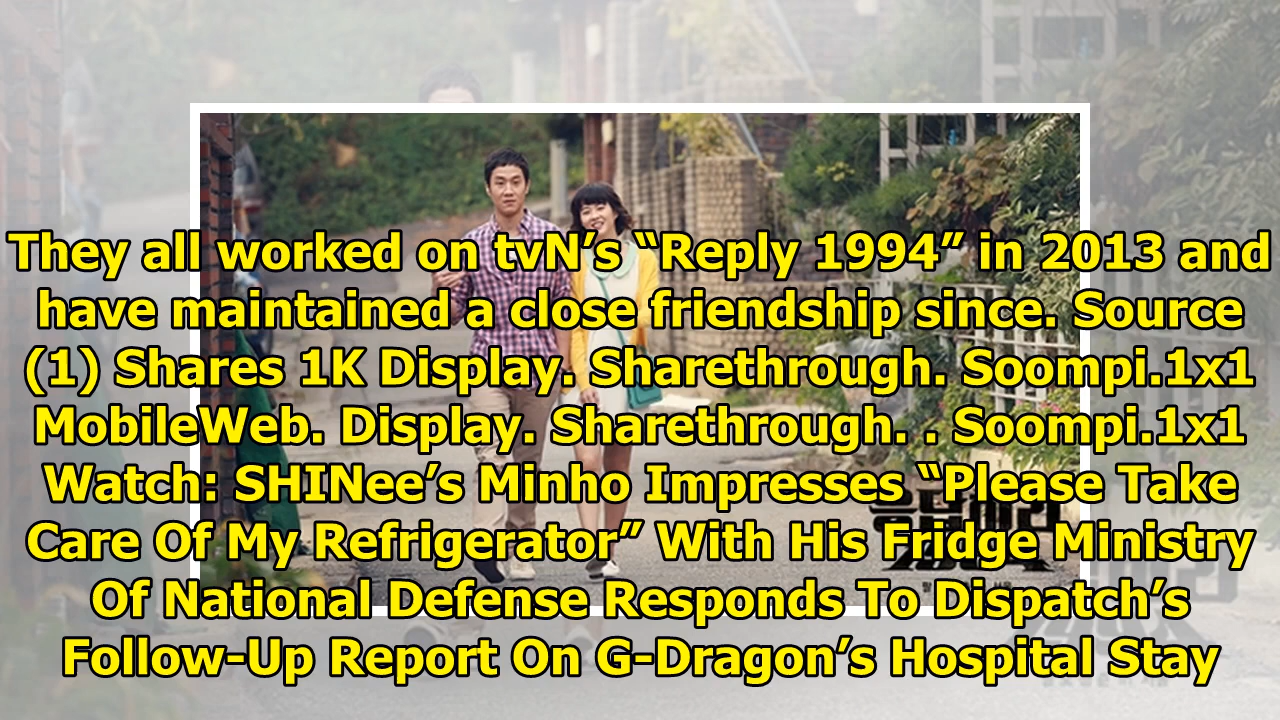 They all worked on tvN’s “Reply 1994” in 2013 and
have maintained a close friendship since. Source
(1) Shares 1K Display. Sharethrough. Soompi.1x1
MobileWeb. Display. Sharethrough. . Soompi.1x1
Watch: SHINee’s Minho Impresses “Please Take
Care Of My Refrigerator” With His Fridge Ministry
Of National Defense Responds To Dispatch’s
Follow-Up Report On G-Dragon’s Hospital Stay